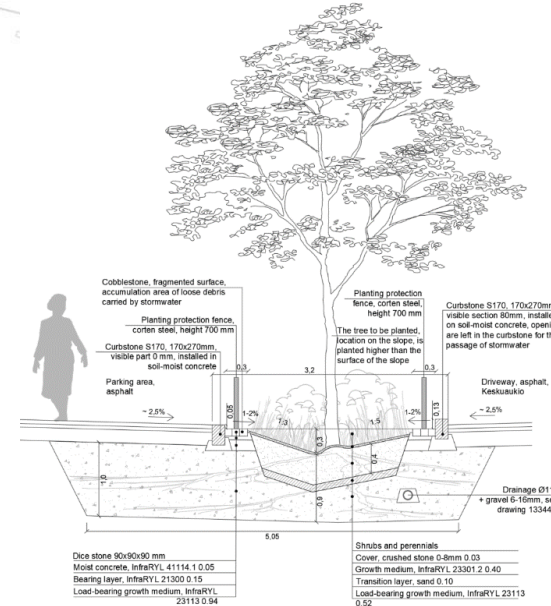 Cobblestone, fragmented surface,
accumulation area of loose debris
carried by stormwater
Planting protection fence,
corten steel, height 700 mm
Curbstone S170, 170x270mm,
visible part 0 mm, installed in
soil-moist concrete
Parking area,
asphalt
Planting protection
fence, corten steel,
height 700 mm
The tree to be planted,
location on the slope, is
planted higher than the
surface of the slope
Curbstone S170, 170x270mm
visible section 80mm, installe
on soil-moist concrete, openi
are left in the curbstone for th
passage of stormwater
Driveway, asphalt,
Keskuaukio
0,3
3,2
0,3
~ 2,5%
0,05
1-2%
1:3
1:5
1-2%
0,13
~ 2,5%
0,3
0,4
1,0
0,9
5,05
Drainage Ø1
+ gravel 6-16mm, se
drawing 13344
Dice stone 90x90x90 mm
Moist concrete, InfraRYL 41114.1 0.05
Bearing layer, InfraRYL 21300 0.15
Load-bearing growth medium, InfraRYL
23113 0.94
Shrubs and perennials
Cover, crushed stone 0-8mm 0.03
Growth medium, InfraRYL 23301.2 0.40
Transition layer, sand 0.10
Load-bearing growth medium, InfraRYL 23113
0.52